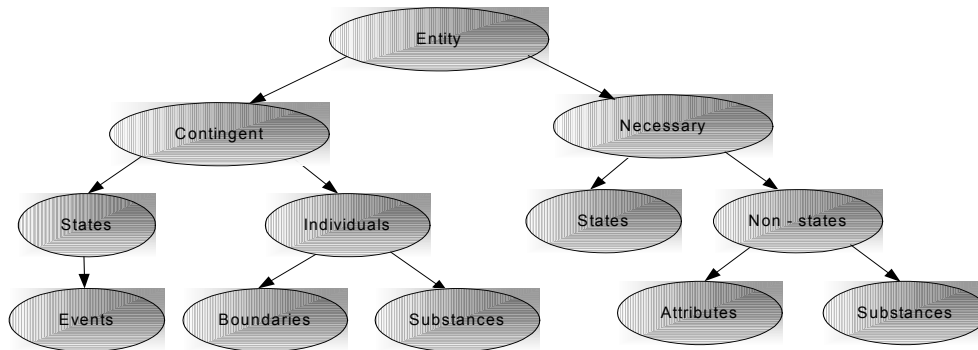 Entity
Contingent
Necessary
States
Individuals
States
Non - states
Events
Boundaries
Substances
Attributes
Substances